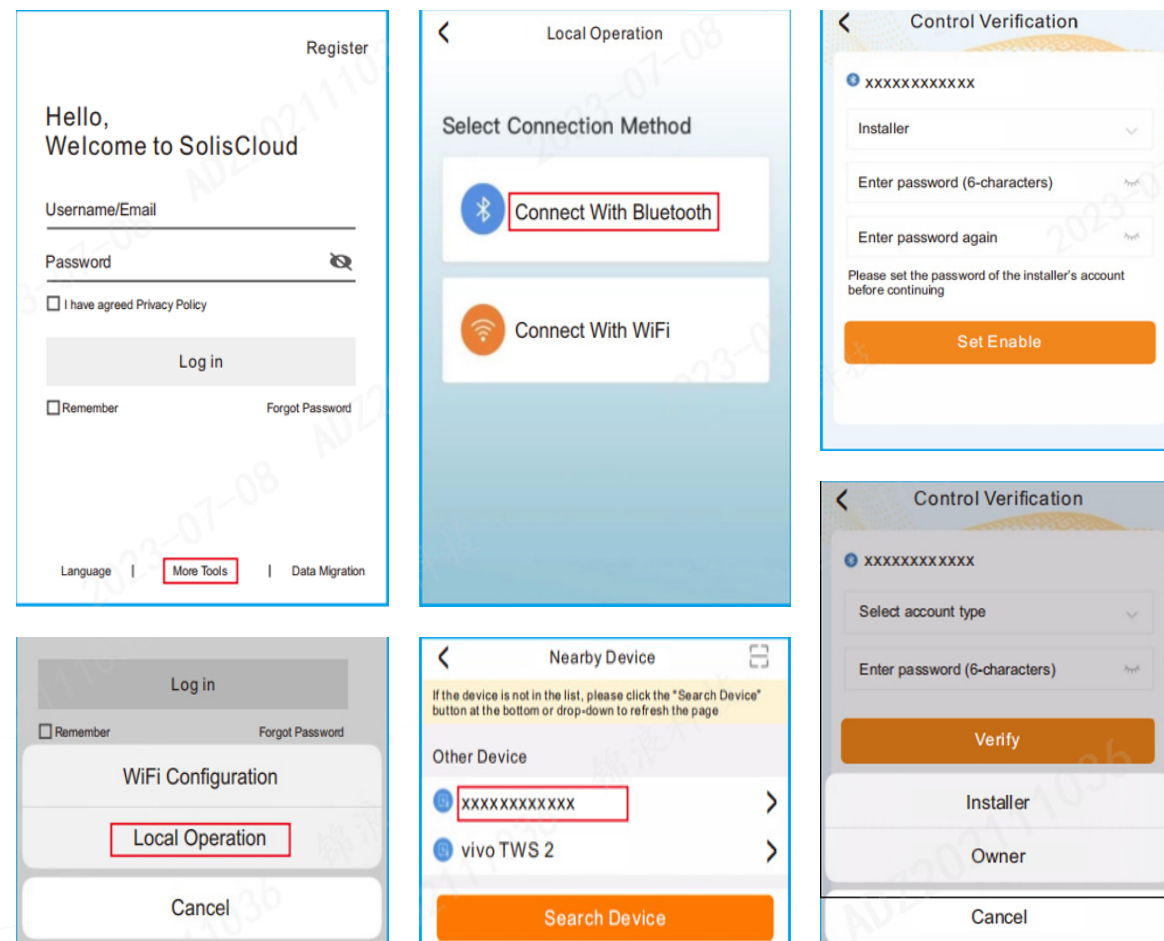 Register
Hello,
Welcome to SolisCloud
Username/Email
Password
I have agreed Privacy Policy
Log in
Remember
Forgot Password
Language | More Tools | Data Migration
Log in
Remember
Forgot Password
WiFi Configuration
Local Operation
Cancel
Local Operation
Select Connection Method
Connect With Bluetooth
Connect With WiFi
Nearby Device
If the device is not in the list, please click the "Search Device"
button at the bottom or drop-down to refresh the page
Other Device
xxxxxxxxxxxx
vivo TWS 2
Search Device
Control Verification
xxxxxxxxxxxx
Installer
Enter password (6-characters)
Enter password again
Please set the password of the installer's account
before continuing
Set Enable
Control Verification
xxxxxxxxxxxx
Select account type
Enter password (6-characters)
Verify
Installer
Owner
Cancel